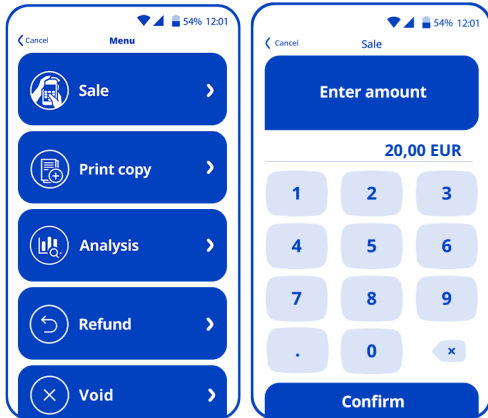 54% 12:01
Cancel Menu
Sale
Print copy
Analysis
Refund
Void
54% 12:01
Cancel Sale
Enter amount
20,00 EUR
1 2 3
4 5 6
7 8 9
. 0 ×
Confirm